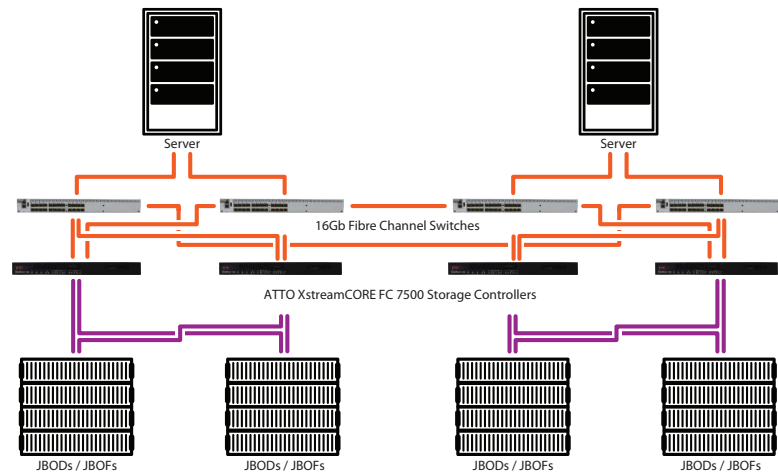 Server
Server
16Gb Fibre Channel Switches
ATTO XstreamCORE FC 7500 Storage Controllers
JBODs / JBOFs
JBODs / JBOFs
JBODs / JBOFs
JBODs / JBOFs